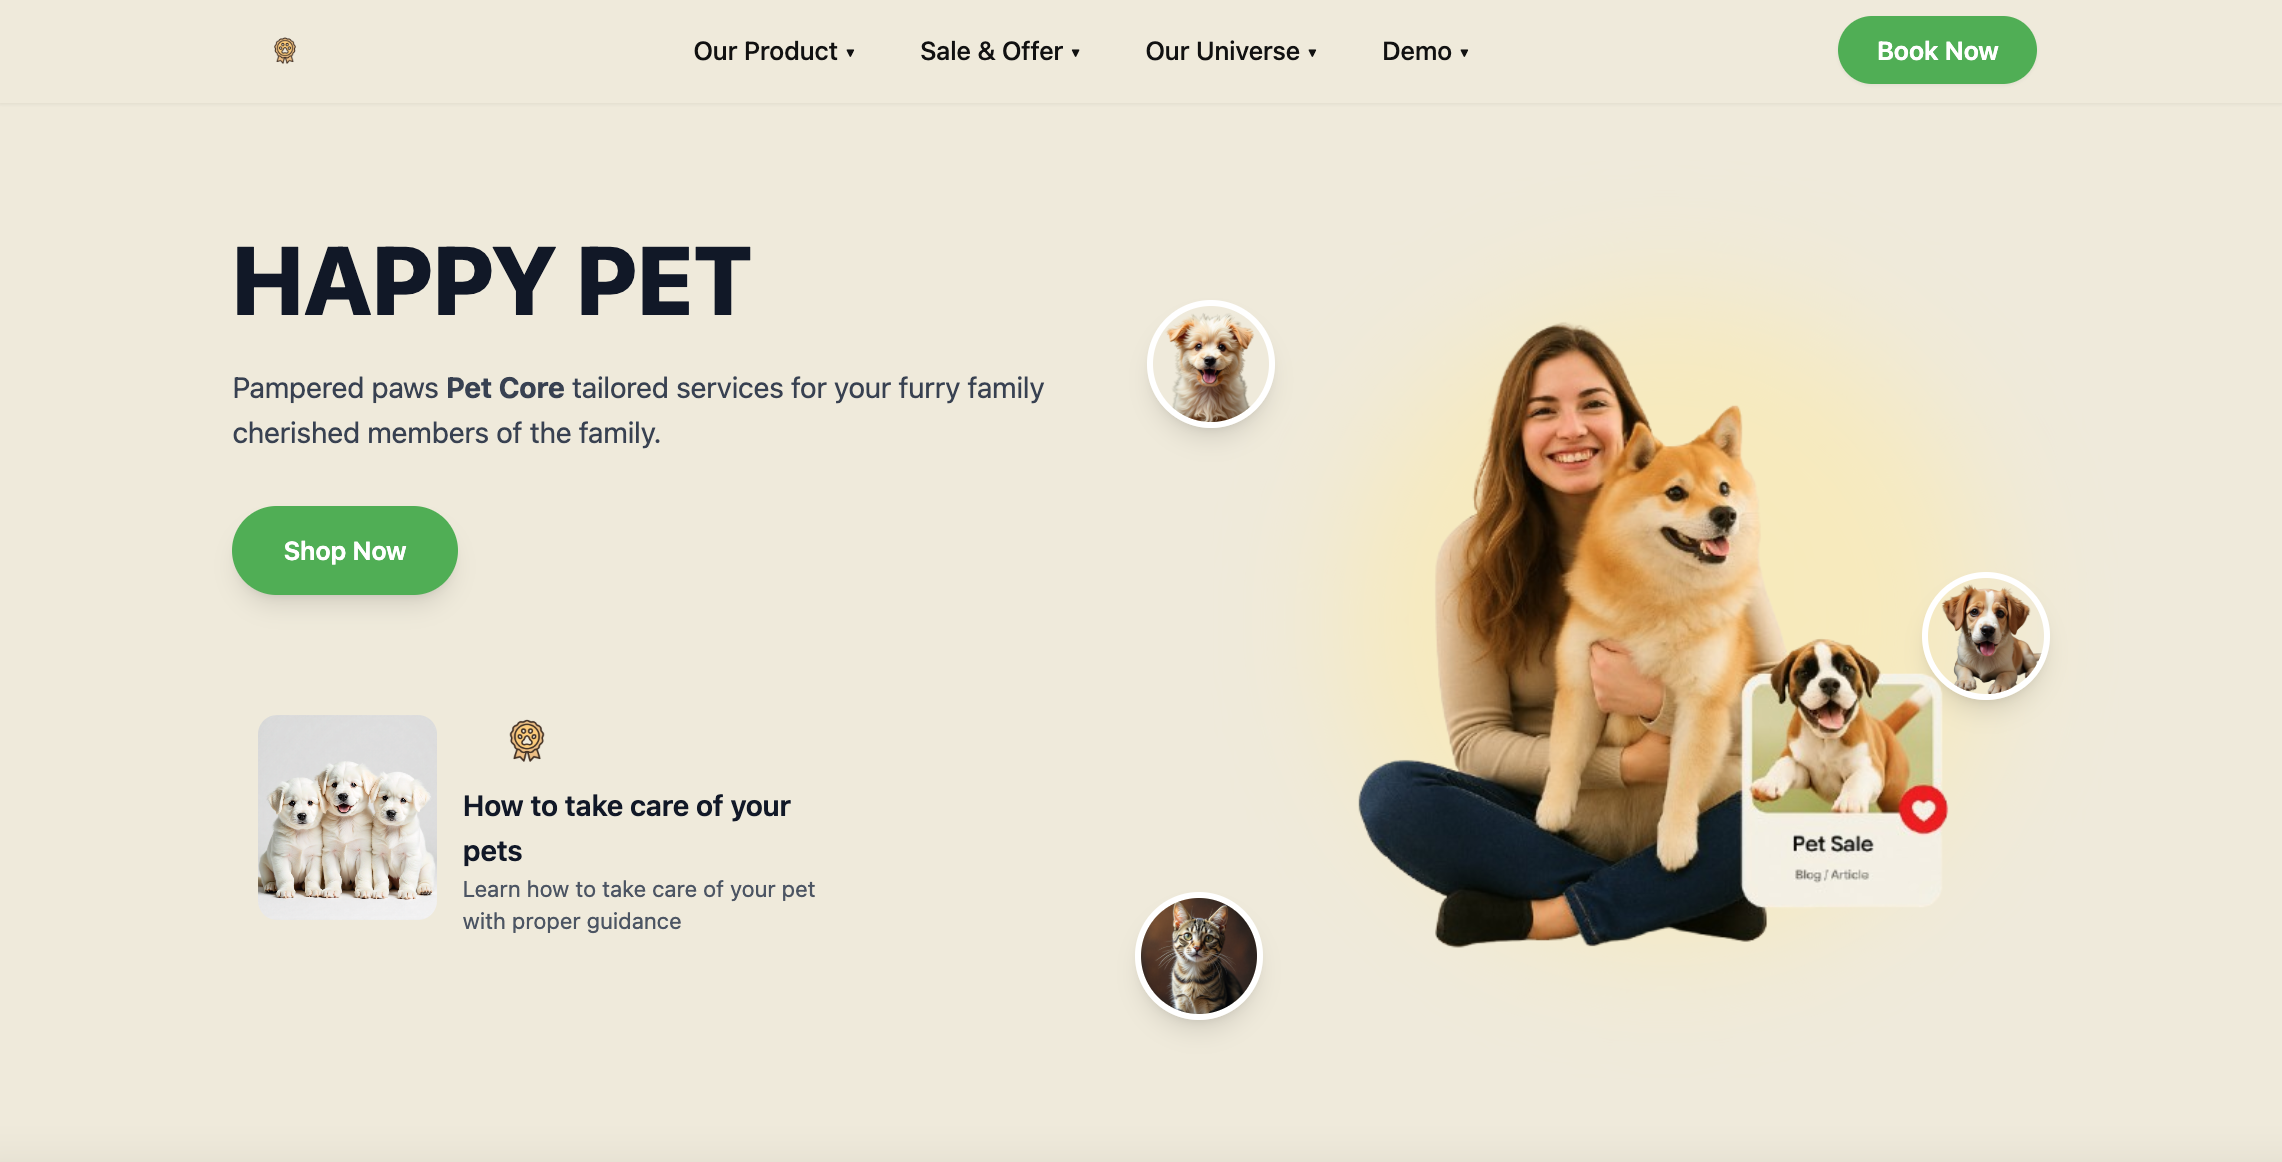 Our Product ▾
Sale & Offer ▾
Our Universe ▾
Demo ▾
Book Now
HAPPY PET
Pampered paws Pet Core tailored services for your furry family
cherished members of the family.
Shop Now
How to take care of your
pets
Learn how to take care of your pet
with proper guidance
Pet Sale
Blog / Article